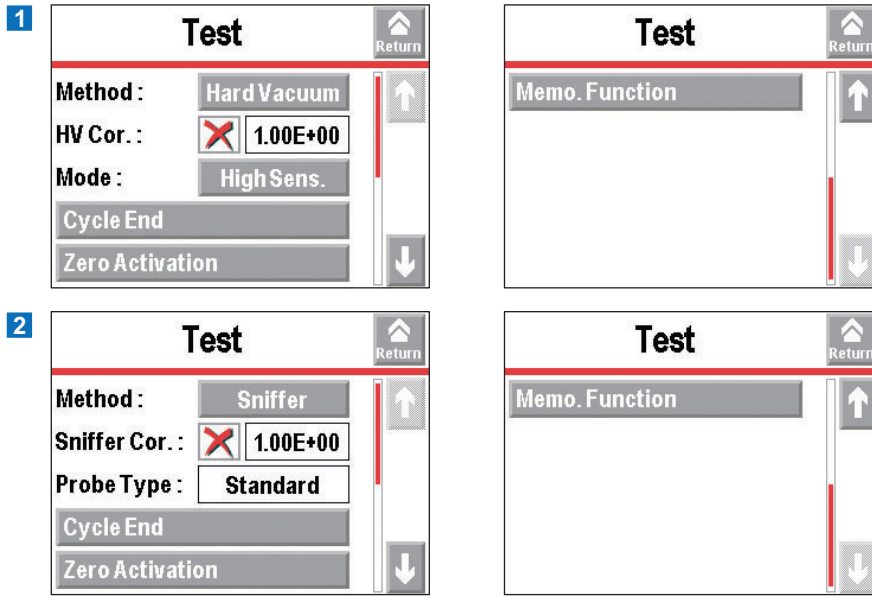 1
Test
Return
Method :
Hard Vacuum
HV Cor. :
1.00E+00
Mode :
High Sens.
Cycle End
Zero Activation
Test
Return
Memo. Function
2
Test
Return
Method :
Sniffer
Sniffer Cor. :
1.00E+00
Probe Type :
Standard
Cycle End
Zero Activation
Test
Return
Memo. Function